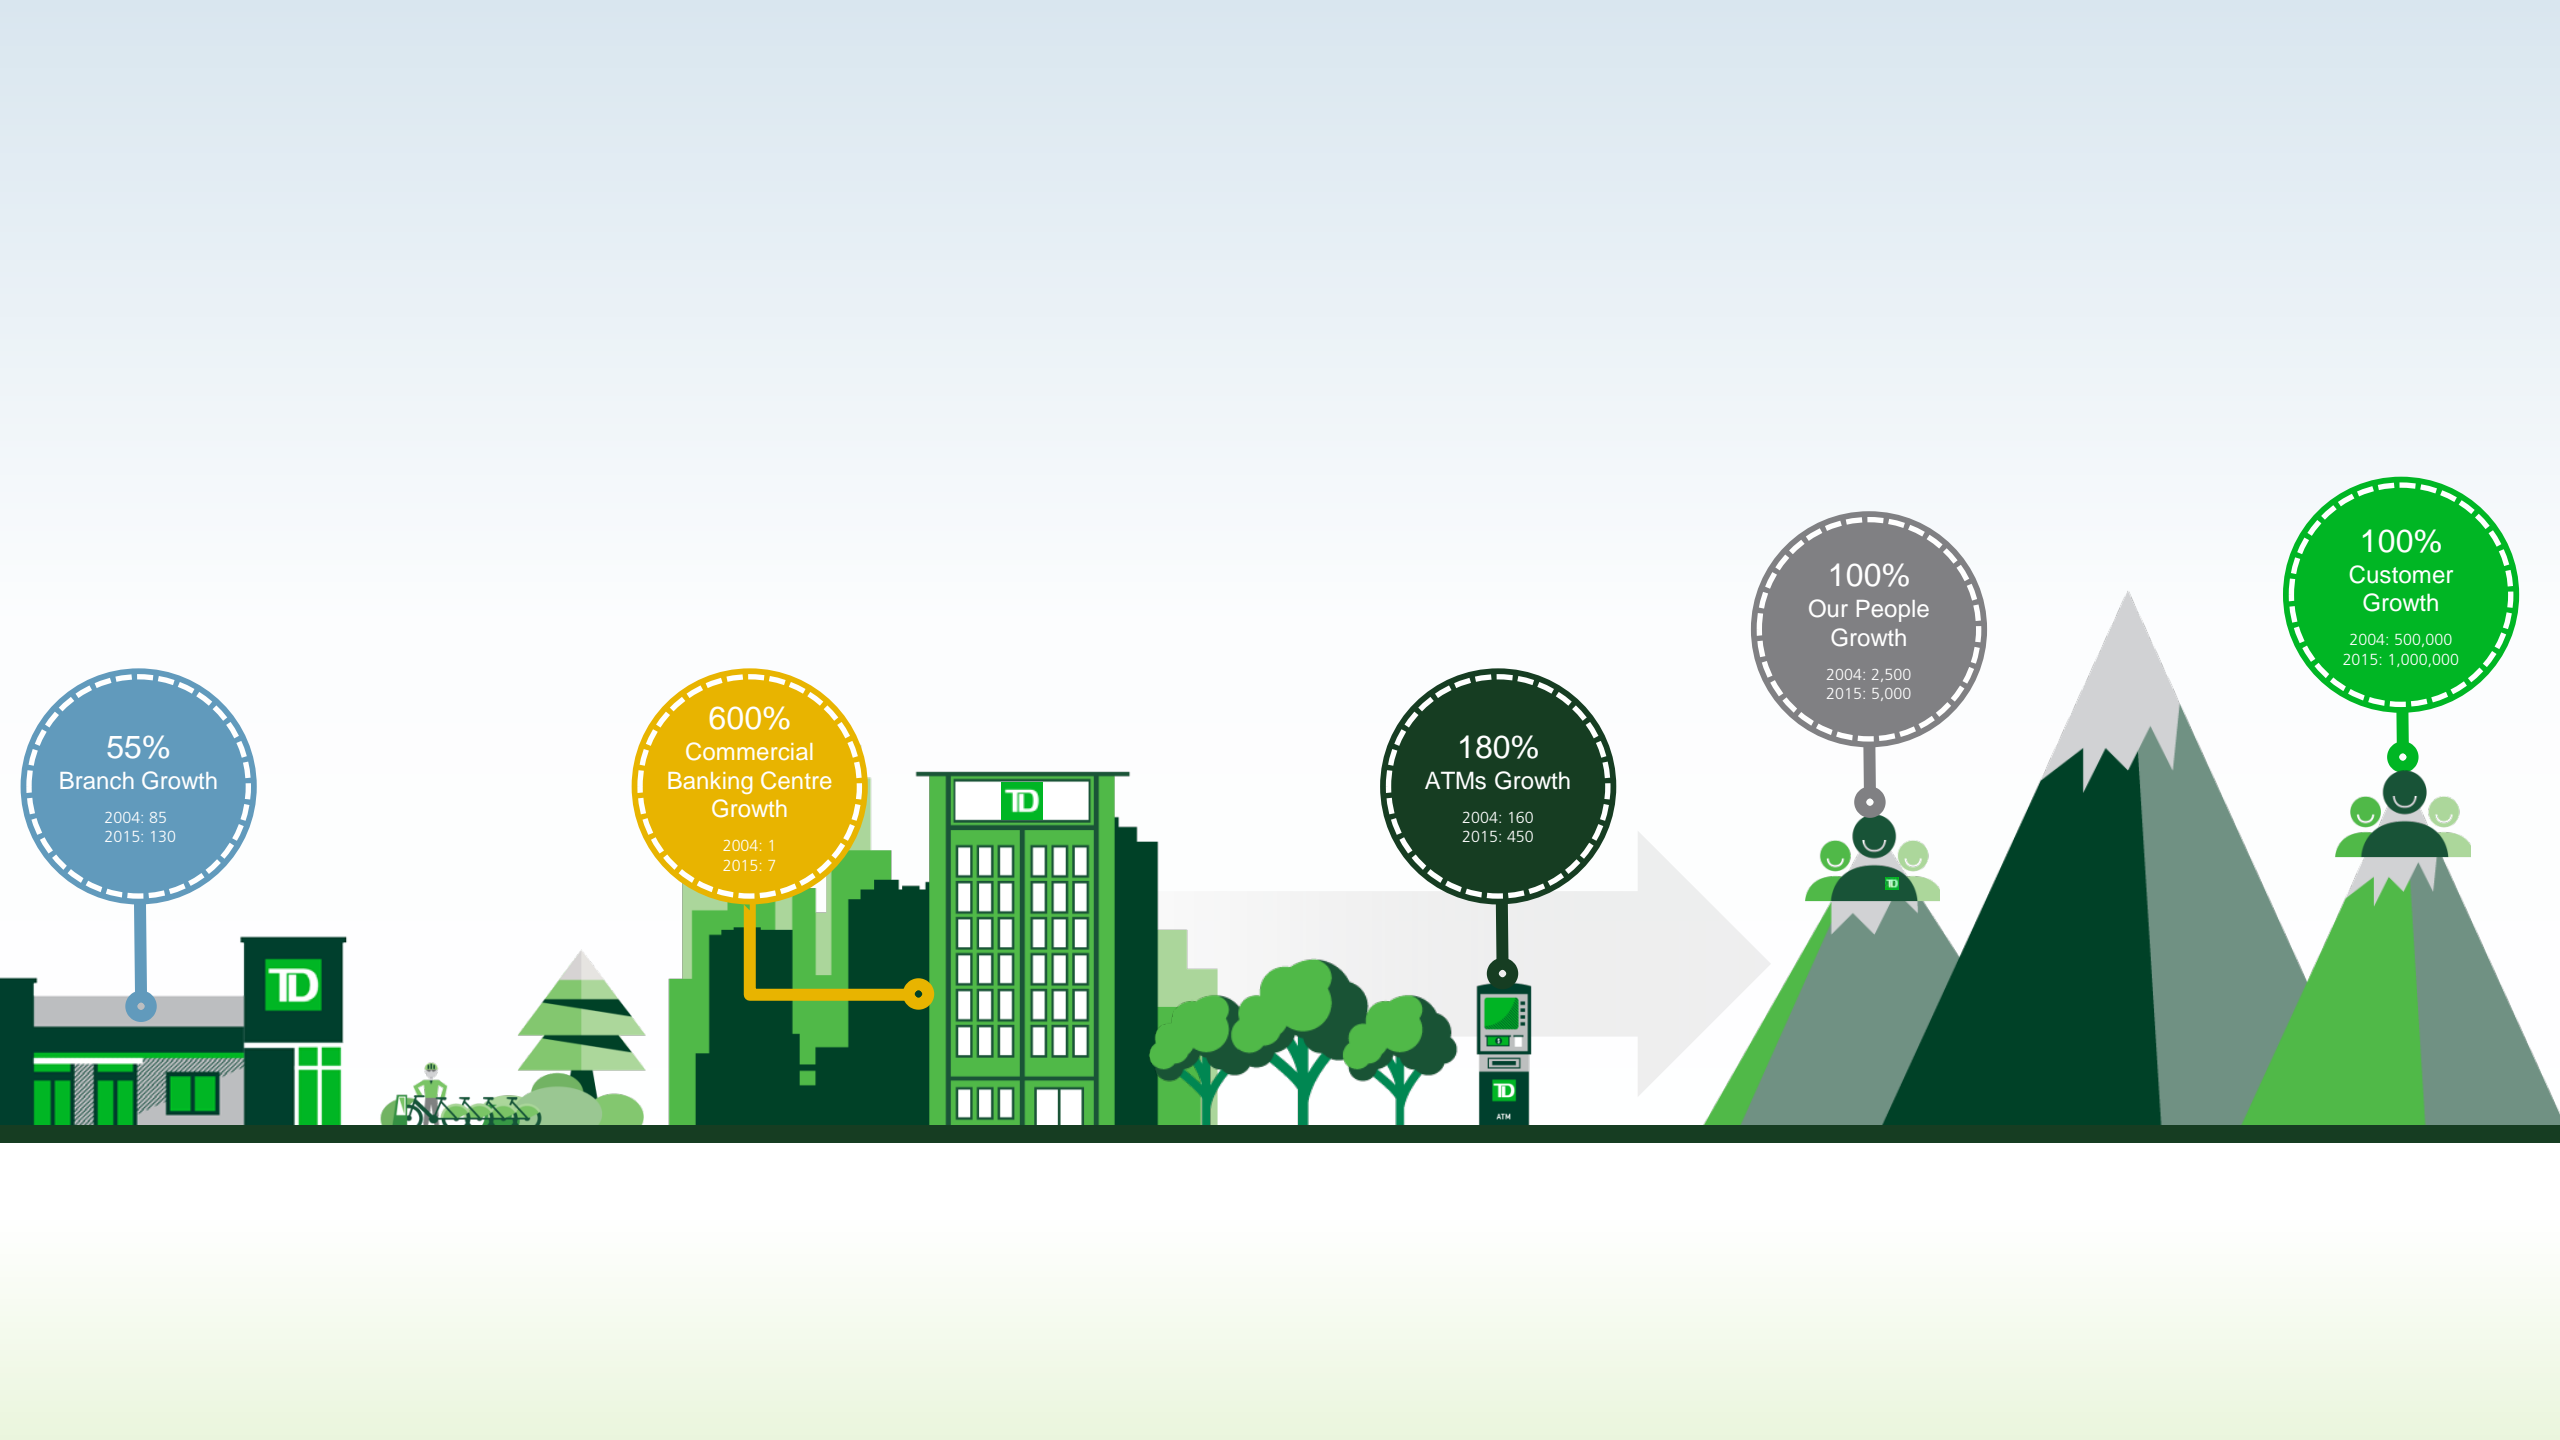 55%
Branch Growth
2004: 85
2015: 130
600%
Commercial
Banking Centre
Growth
2004: 1
2015: 7
180%
ATMs Growth
2004: 160
2015: 450
100%
Our People
Growth
2004: 2,500
2015: 5,000
100%
Customer
Growth
2004: 500,000
2015: 1,000,000
TD
TD
TD
ATM
TD